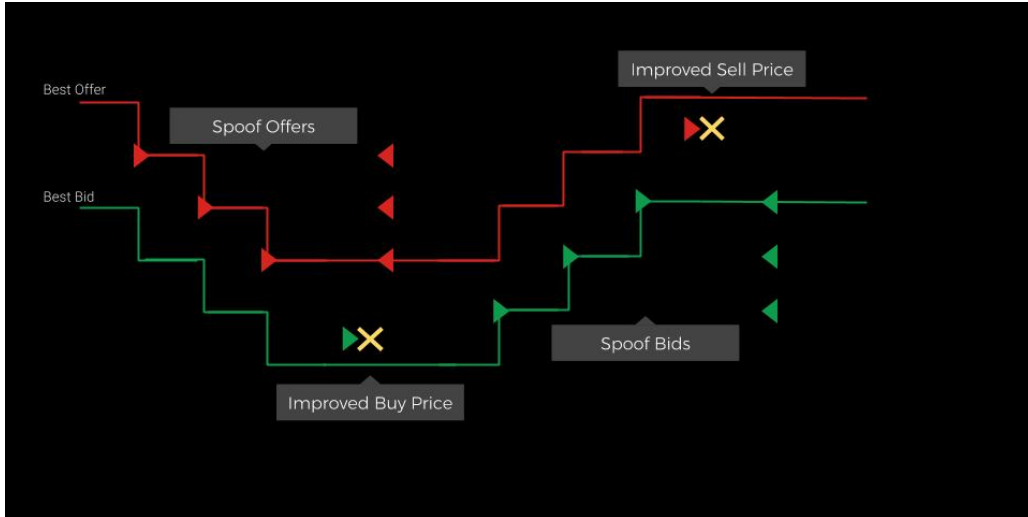 Improved Sell Price
Best Offer
Spoof Offers
Best Bid
Spoof Bids
Improved Buy Price